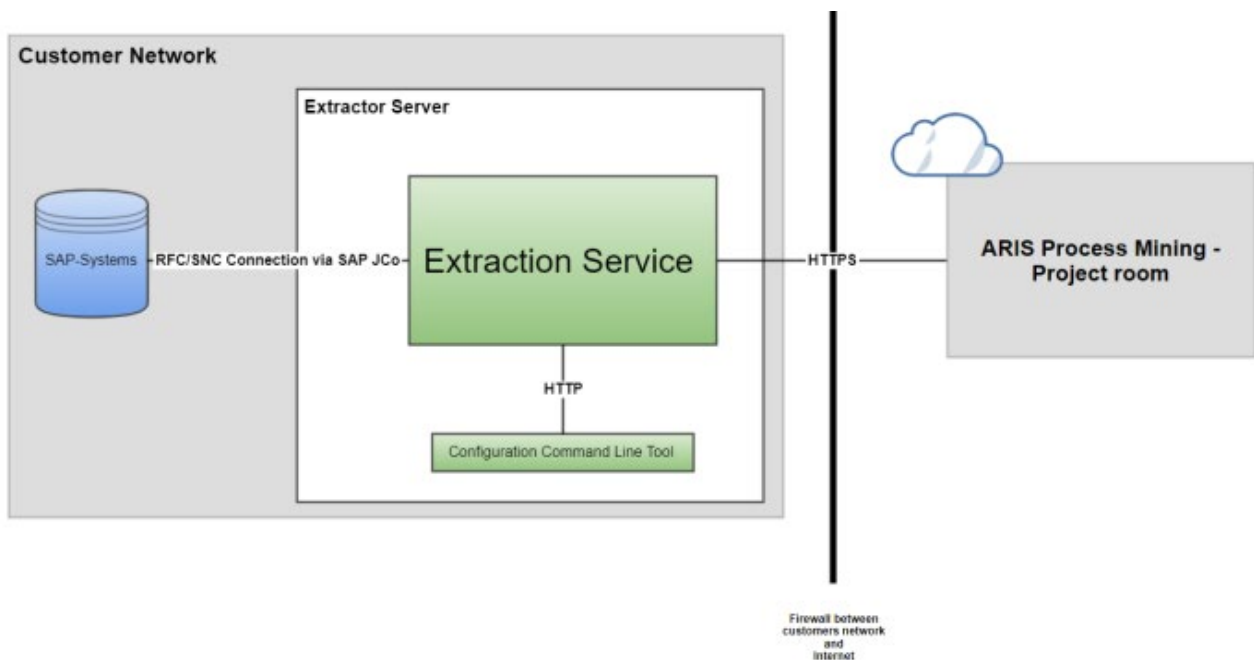 Customer Network
Extractor Server
SAP-Systems
RFC/SNC Connection via SAP JCo
Extraction Service
HTTPS
ARIS Process Mining -
Project room
HTTP
Configuration Command Line Tool
Firewall between
customers network
and
Internet